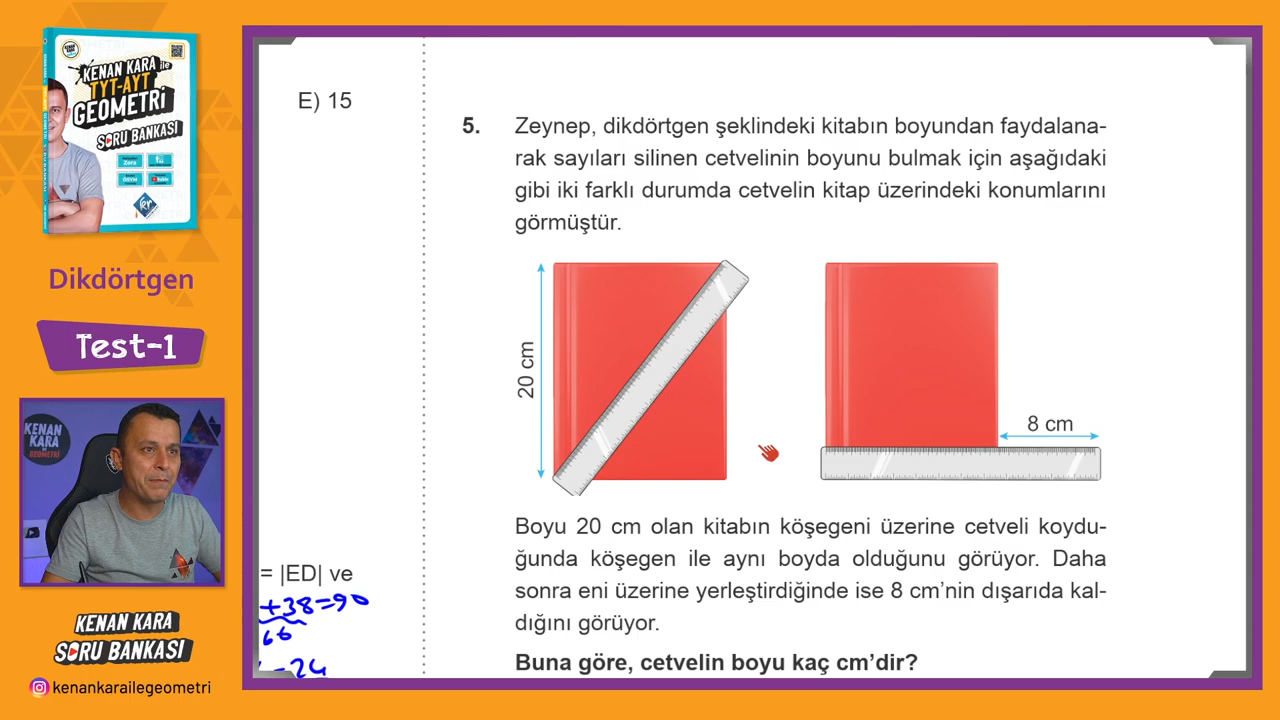 KENAN KARA ile
TYT-AYT
GEOMETRİ
SORU BANKASI
Dikdörtgen
Test-1
KENAN
KARA
GEOMETRİ
KENAN KARA
SORU BANKASI
kenankarailegeometri
E) 15
= |ED| ve
+38=90
66
-24
5. Zeynep, dikdörtgen şeklindeki kitabın boyundan faydalana-
rak sayıları silinen cetvelinin boyunu bulmak için aşağıdaki
gibi iki farklı durumda cetvelin kitap üzerindeki konumlarını
görmüştür.
20 cm
8 cm
Boyu 20 cm olan kitabın köşegeni üzerine cetveli koydu-
ğunda köşegen ile aynı boyda olduğunu görüyor. Daha
sonra eni üzerine yerleştirdiğinde ise 8 cm’nin dışarıda kal-
dığını görüyor.
Buna göre, cetvelin boyu kaç cm’dir?